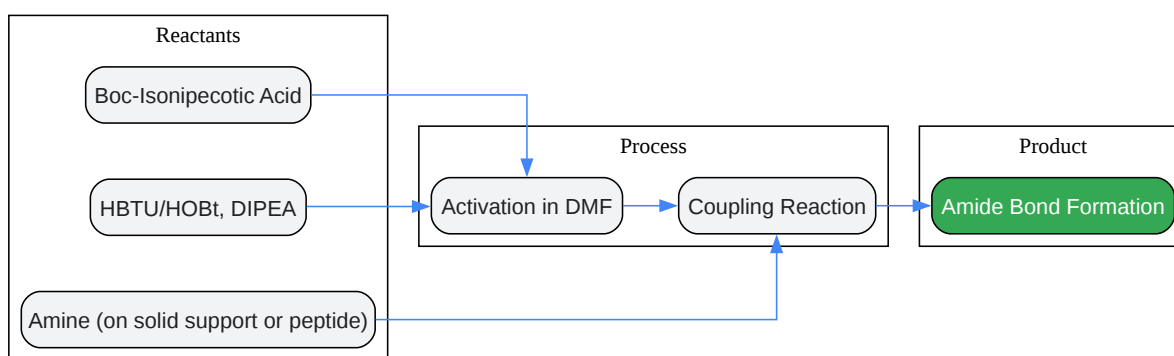 Reactants
Boc-Isonipecotic Acid
HBTU/HOBt, DIPEA
Amine (on solid support or peptide)
Process
Activation in DMF
Coupling Reaction
Product
Amide Bond Formation